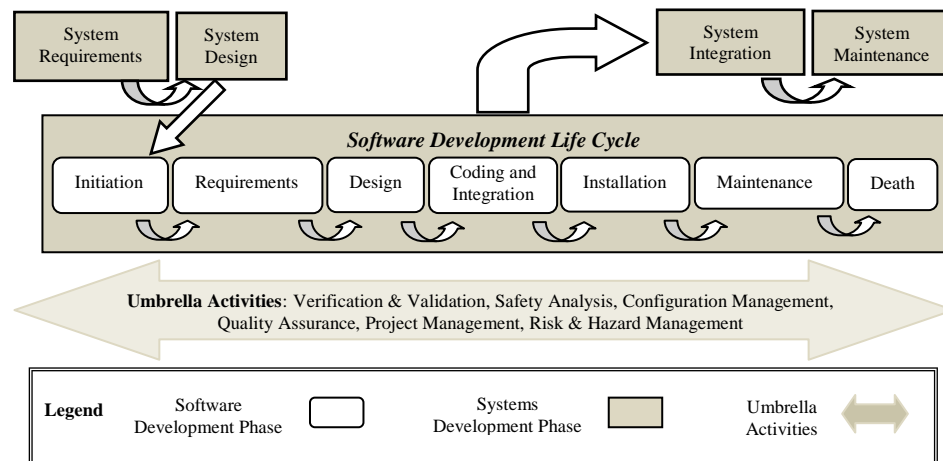 System
Requirements
System
Design
System
Integration
System
Maintenance
Software Development Life Cycle
Initiation
Requirements
Design
Coding and
Integration
Installation
Maintenance
Death
Umbrella Activities: Verification & Validation, Safety Analysis, Configuration Management,
Quality Assurance, Project Management, Risk & Hazard Management
Legend
Software
Development Phase
Systems
Development Phase
Umbrella
Activities